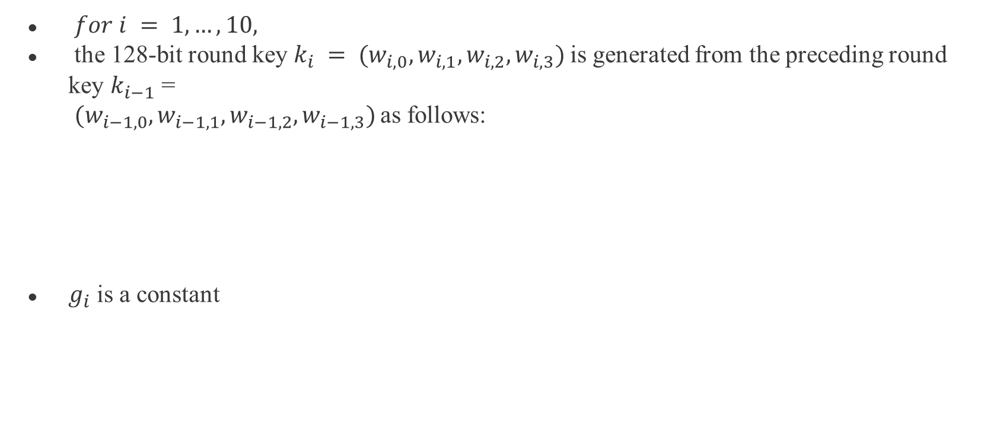 • for i = 1, ..., 10,
• the 128-bit round key kᵢ = (wᵢ,₀, wᵢ,₁, wᵢ,₂, wᵢ,₃) is generated from the preceding round
key kᵢ₋₁ =
(wᵢ₋₁,₀, wᵢ₋₁,₁, wᵢ₋₁,₂, wᵢ₋₁,₃) as follows:
• gᵢ is a constant